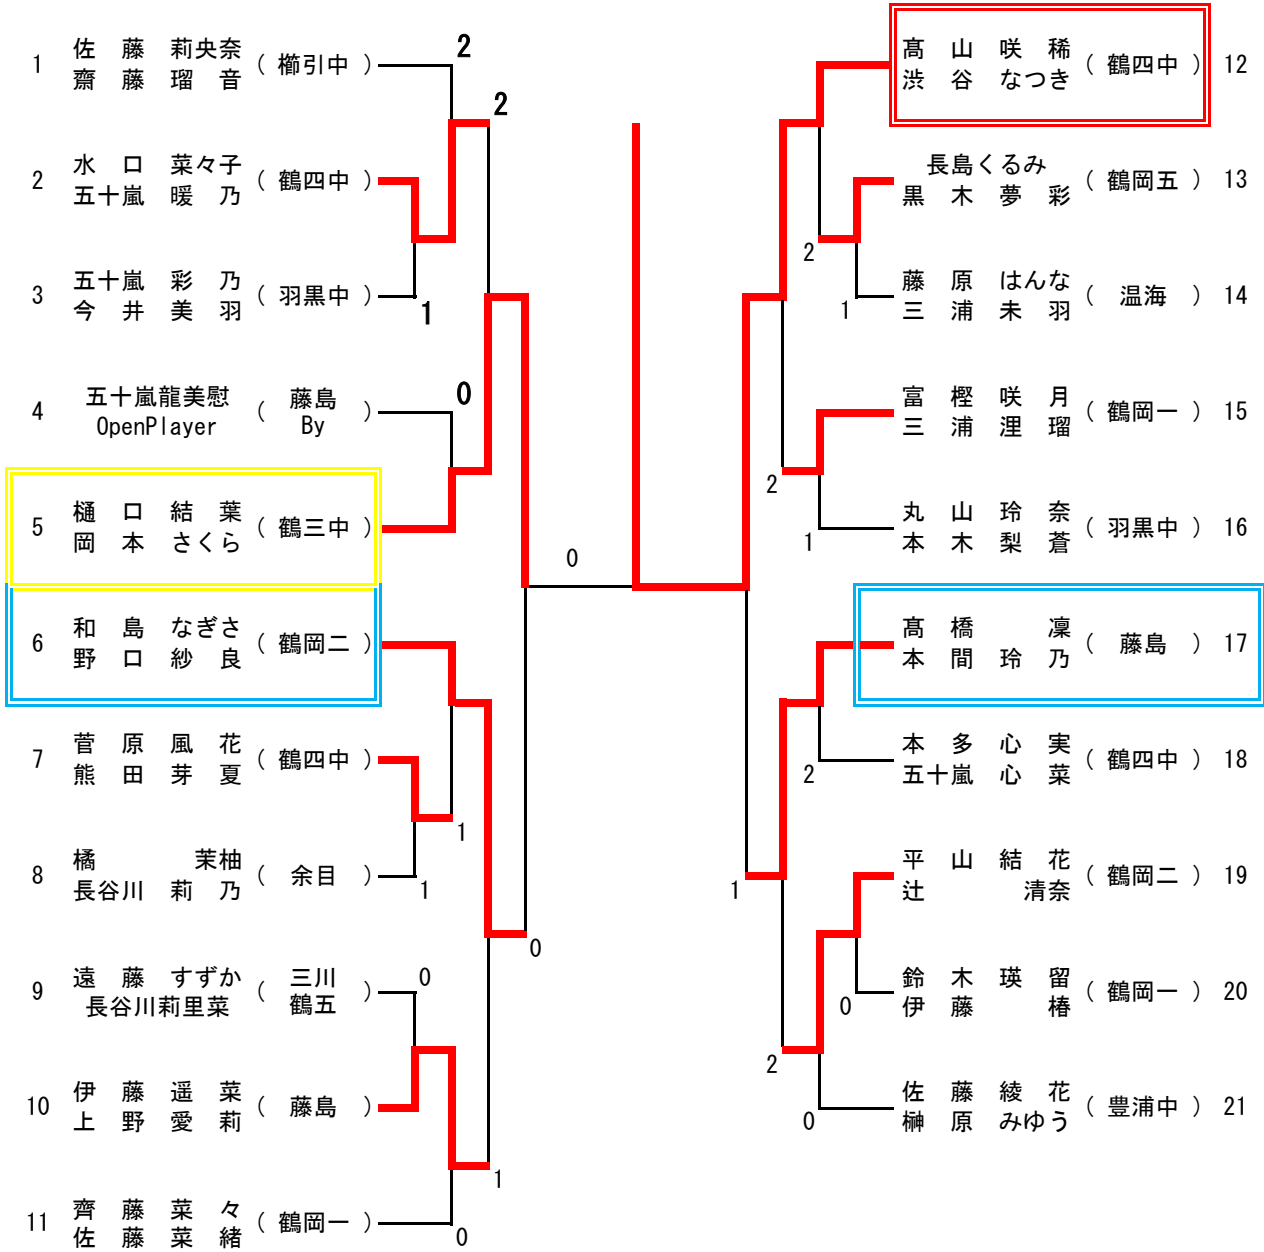 1 佐藤 莉央奈 (櫛引中) 2
齋藤 瑠音
2
2 水口 菜々子 (鶴四中)
五十嵐 暖乃
3 五十嵐 彩乃 (羽黒中) 1
今井 美羽
4 五十嵐龍美慰 (藤島) 0
OpenPlayer By
5 樋口 結葉 (鶴三中)
岡本 さくら
0
6 和島 なぎさ (鶴岡二)
野口 紗良
7 菅原 風花 (鶴四中)
熊田 芽夏
1
8 橘 茉柚 (余目) 1
長谷川 莉乃
0
9 遠藤 すずか (三川 0
長谷川莉里菜 鶴五)
10 伊藤 遥菜 (藤島)
上野 愛莉
1
11 齊藤 菜々 (鶴岡一) 0
佐藤 菜緒
髙山 咲稀 (鶴四中) 12
渋谷 なつき
長島くるみ (鶴岡五) 13
黒木 夢彩
2
藤原 はんな (温海) 14
三浦 未羽
1
富樫 咲月 (鶴岡一) 15
三浦 浬瑠
2
丸山 玲奈 (羽黒中) 16
本木 梨蒼
1
髙橋 凜 (藤島) 17
本間 玲乃
本多 心実 (鶴四中) 18
五十嵐 心菜
2
平山 結花 (鶴岡二) 19
辻 清奈
1
鈴木 瑛留 (鶴岡一) 20
伊藤 椿
0
2
佐藤 綾花 (豊浦中) 21
榊原 みゆう
0